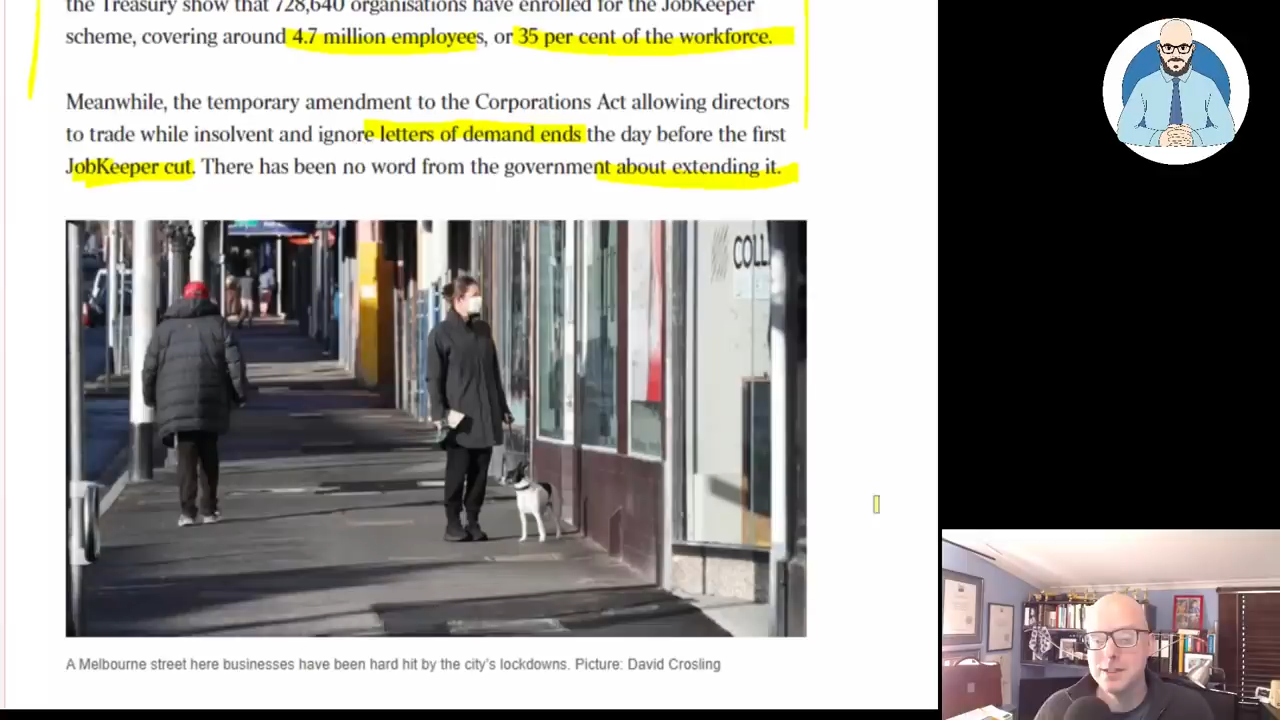 the Treasury show that 728,640 organisations have enrolled for the JobKeeper
scheme, covering around 4.7 million employees, or 35 per cent of the workforce.
Meanwhile, the temporary amendment to the Corporations Act allowing directors
to trade while insolvent and ignore letters of demand ends the day before the first
JobKeeper cut. There has been no word from the government about extending it.
COLL
A Melbourne street here businesses have been hard hit by the city's lockdowns. Picture: David Crosling